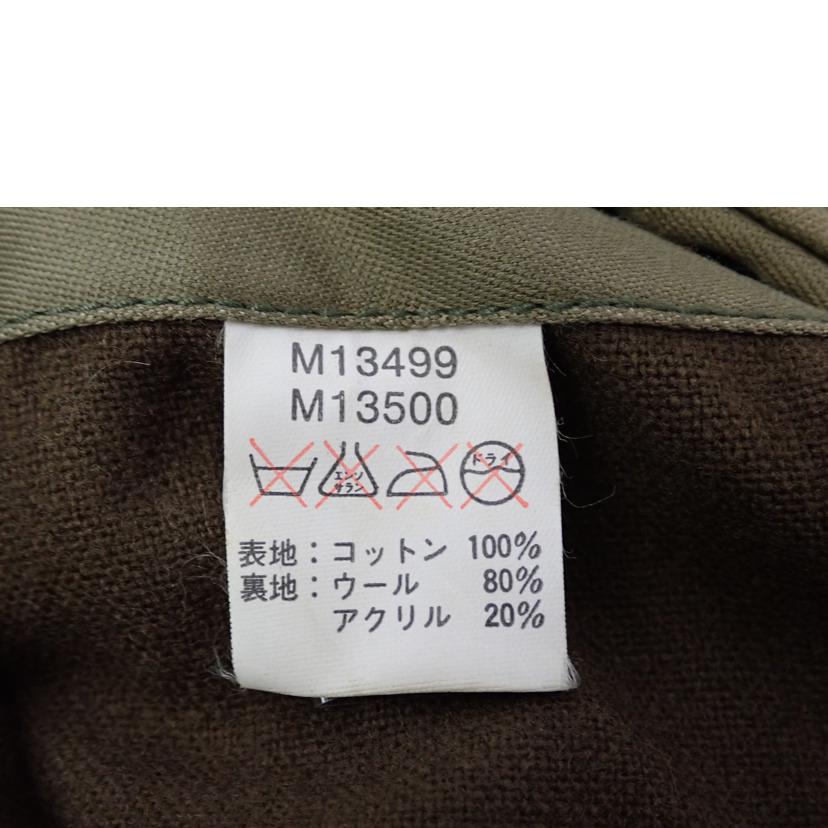 M13499
M13500
エンソ
サラシ
ドライ
表地：コットン 100%
裏地：ウール 80%
アクリル 20%